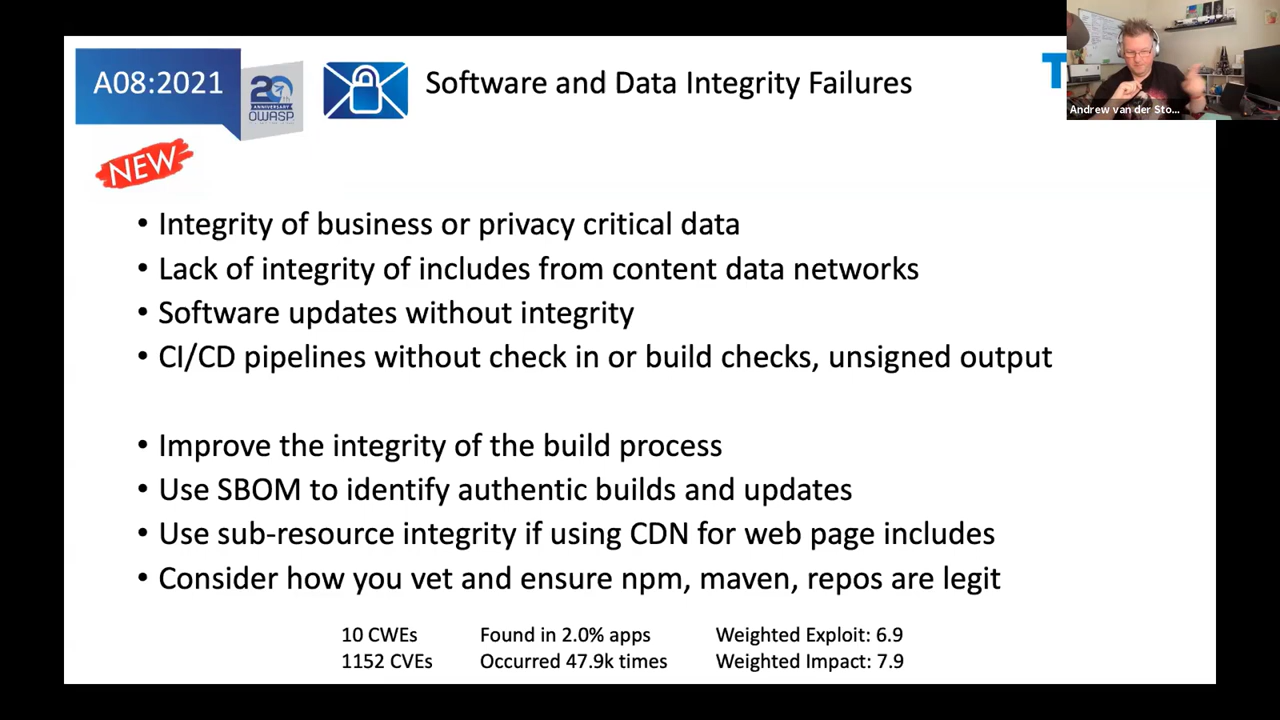 A08:2021
20
ANNIVERSARY
OWASP
Software and Data Integrity Failures
T
Andrew van der Sto...
NEW
• Integrity of business or privacy critical data
• Lack of integrity of includes from content data networks
• Software updates without integrity
• CI/CD pipelines without check in or build checks, unsigned output
• Improve the integrity of the build process
• Use SBOM to identify authentic builds and updates
• Use sub-resource integrity if using CDN for web page includes
• Consider how you vet and ensure npm, maven, repos are legit
10 CWEs Found in 2.0% apps Weighted Exploit: 6.9
1152 CVEs Occurred 47.9k times Weighted Impact: 7.9